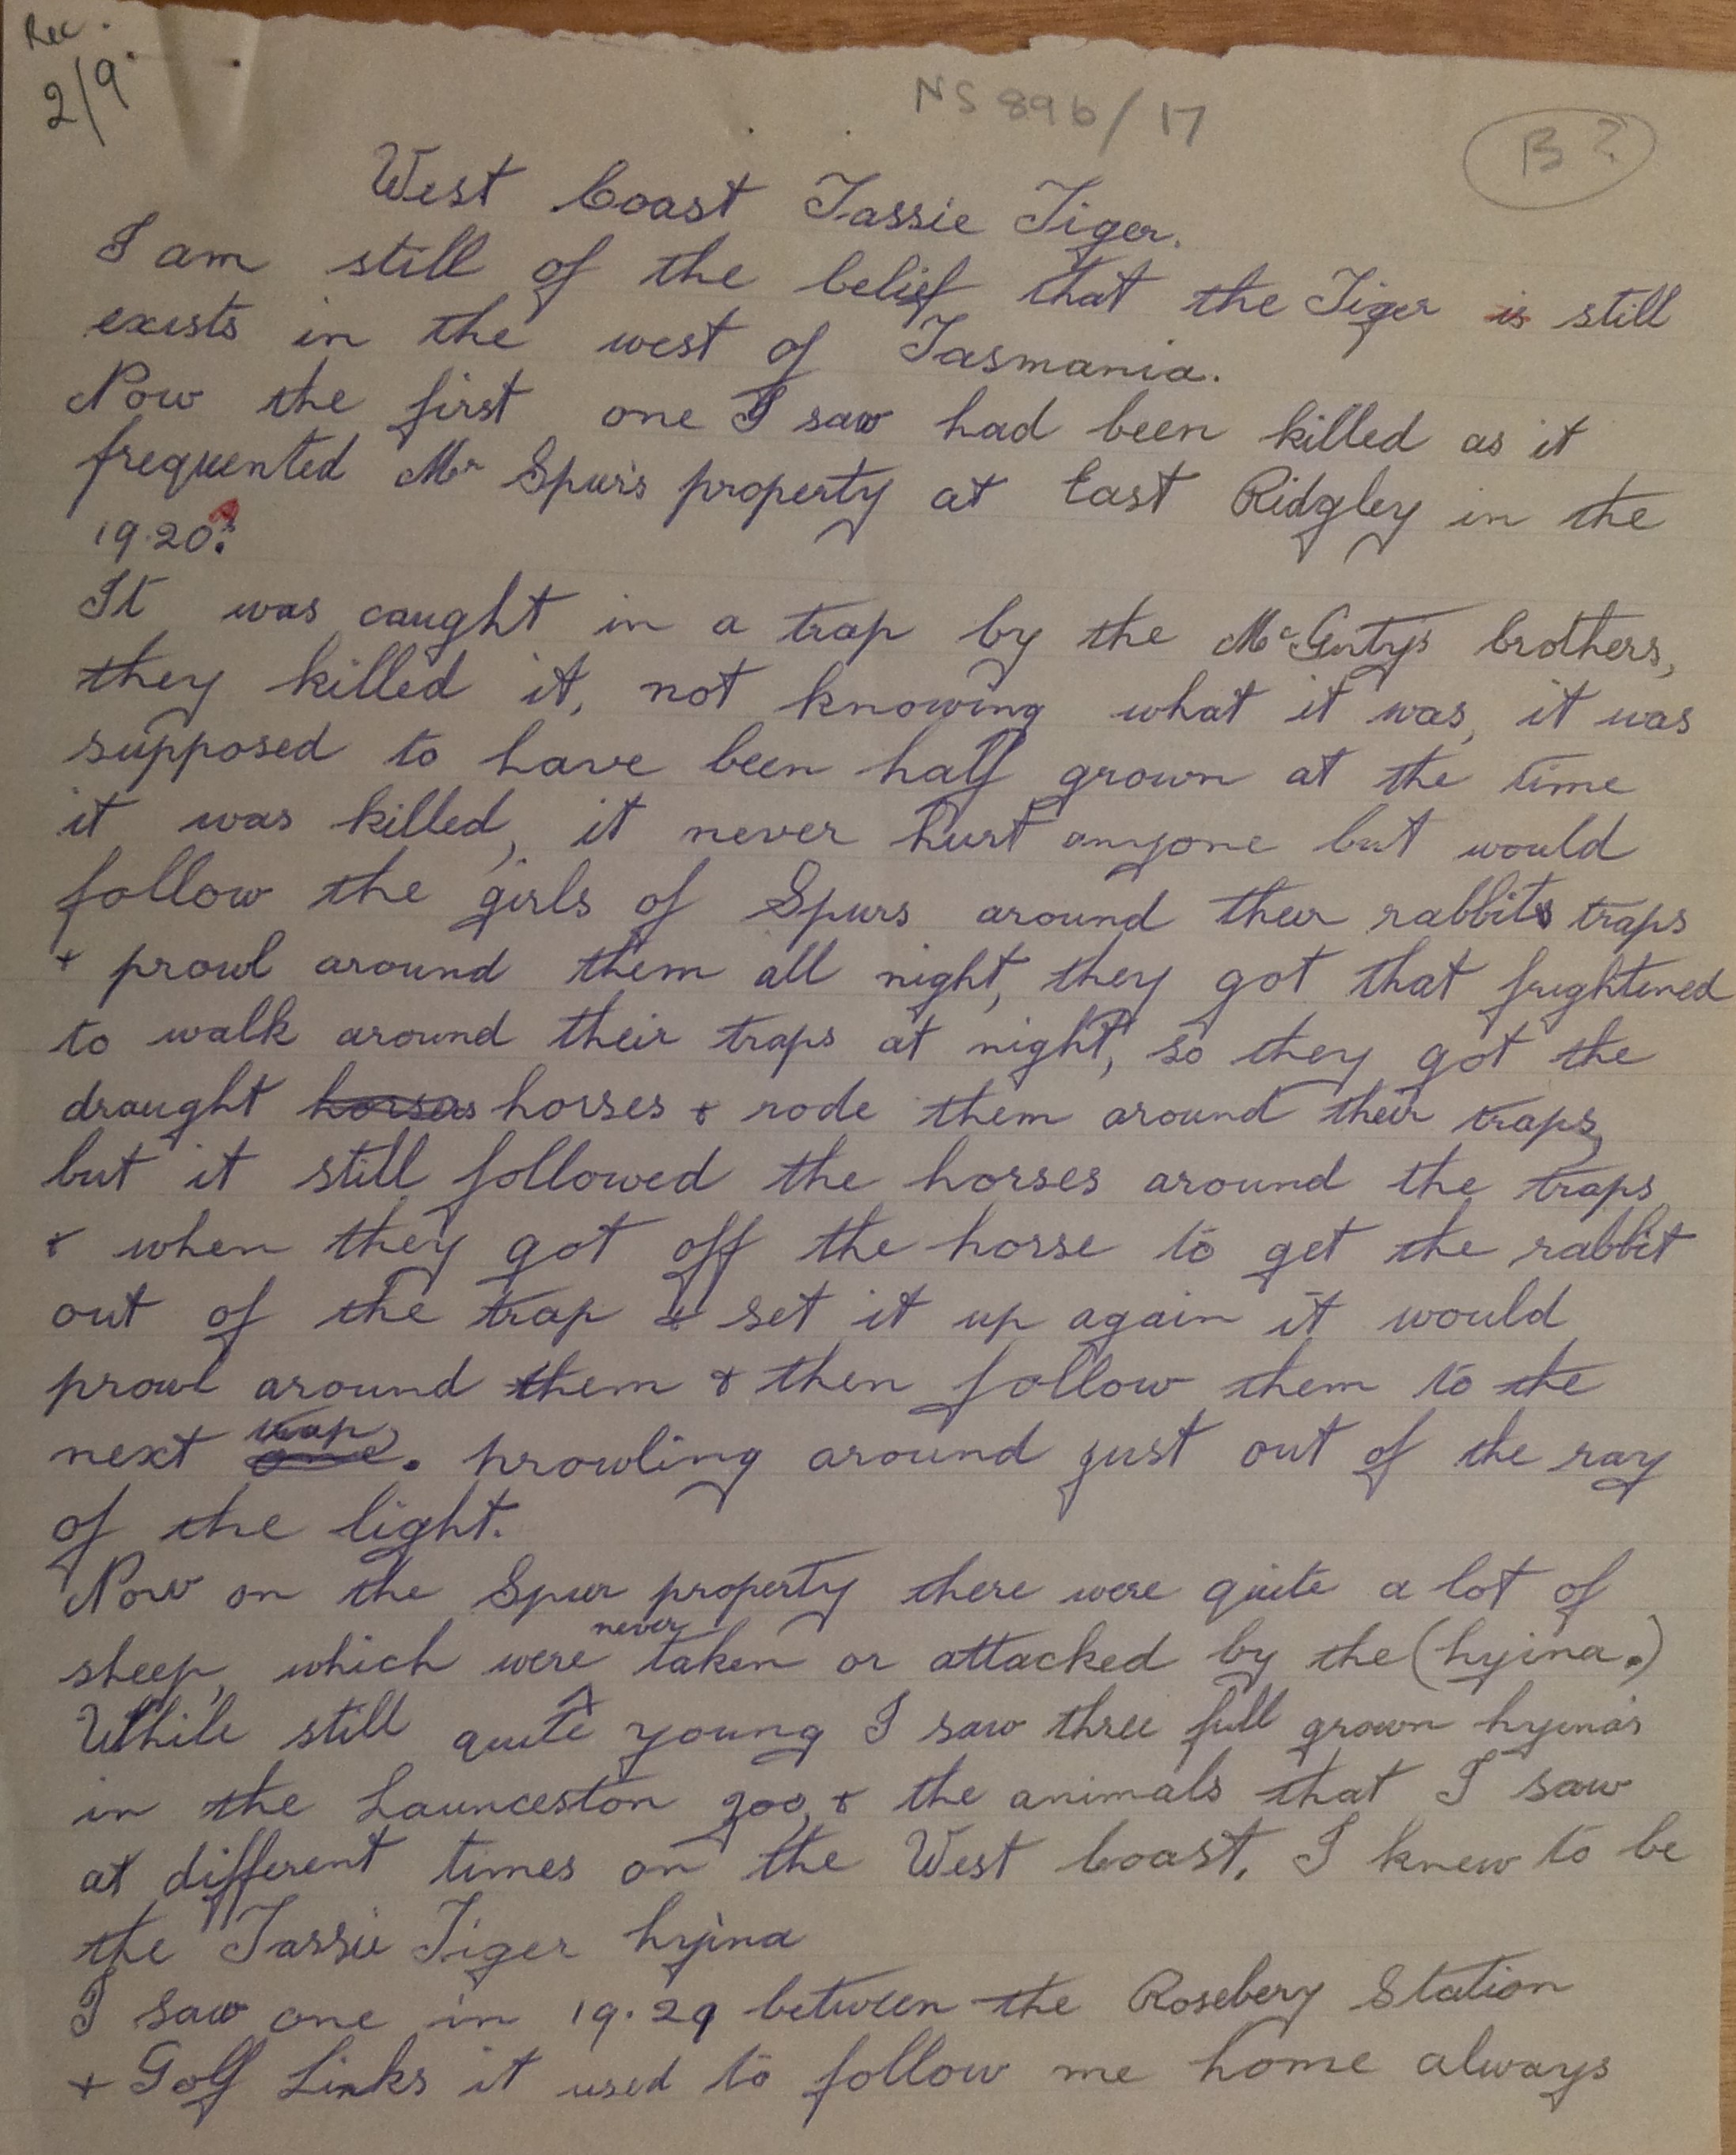 Rec.
2/9.
NS 896/17
B?
West Coast Tassie Tiger.
I am still of the belief that the Tiger is still
exists in the west of Tasmania.
Now the first one I saw had been killed as it
frequented Mr Spurs property at East Ridgley in the
19.20s
It was caught in a trap by the McGintys brothers,
they killed it, not knowing what it was, it was
supposed to have been half grown at the time
it was killed, it never hurt anyone but would
follow the girls of Spurs around their rabbits traps
+ prowl around them all night, they got that frightened
to walk around their traps at night, so they got the
draught horses horses + rode them around their traps,
but it still followed the horses around the traps
+ when they got off the horse to get the rabbit
out of the trap + set it up again it would
prowl around them + then follow them to the
next one trap. prowling around just out of the ray
of the light.
Now on the Spur property there were quite a lot of
sheep, which were never taken or attacked by the (hyina.)
While still quite young I saw three full grown hyina's
in the Launceston zoo, + the animals that I saw
at different times on the West Coast, I knew to be
the Tassie Tiger hyina
I saw one in 19.29 between the Rosebery Station
+ Golf Links it used to follow me home always